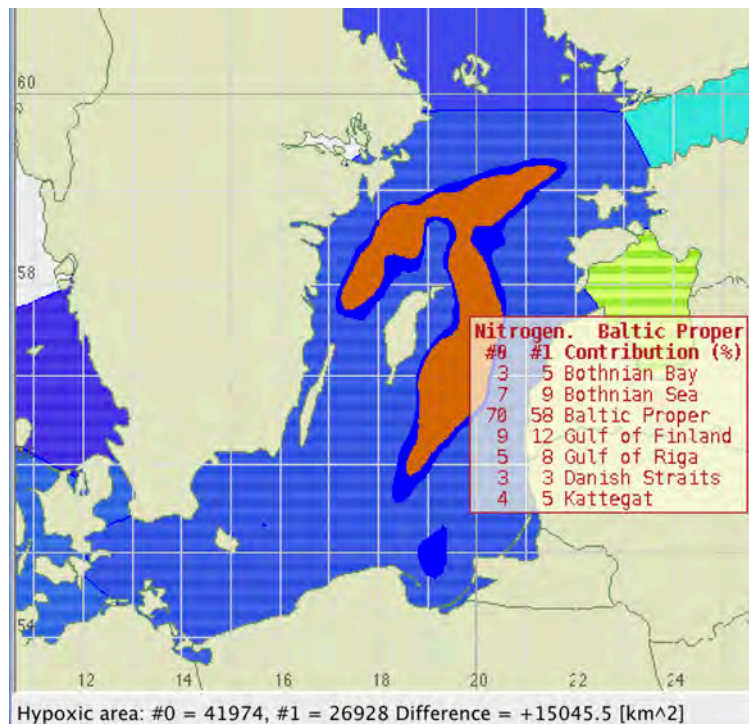 60
58
Nitrogen. Baltic Proper
#0 #1 Contribution (%)
3 5 Bothnian Bay
7 9 Bothnian Sea
70 58 Baltic Proper
9 12 Gulf of Finland
5 8 Gulf of Riga
3 3 Danish Straits
4 5 Kattegat
54
12 14 16 18 20 22 24
Hypoxic area: #0 = 41974, #1 = 26928 Difference = +15045.5 [km^2]